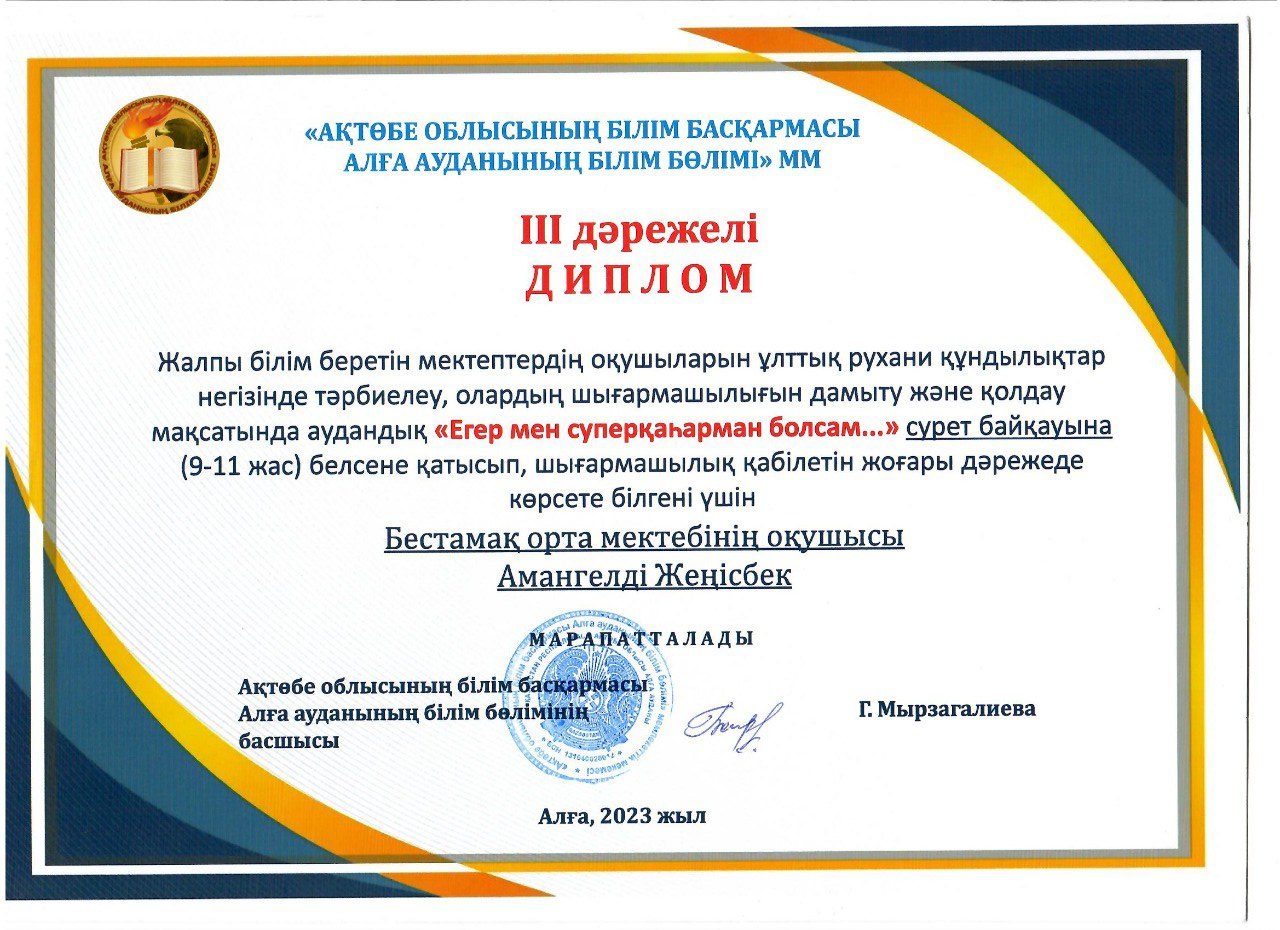 «АҚТӨБЕ ОБЛЫСЫНЫҢ БІЛІМ БАСҚАРМАСЫ
АЛҒА АУДАНЫНЫҢ БІЛІМ БӨЛІМІ» ММ
ІІІ дәрежелі
ДИПЛОМ
Жалпы білім беретін мектептердің оқушыларын ұлттық рухани құндылықтар
негізінде тәрбиелеу, олардың шығармашылығын дамыту және қолдау
мақсатында аудандық «Егер мен суперқаһарман болсам...» сурет байқауына
(9-11 жас) белсене қатысып, шығармашылық қабілетін жоғары дәрежеде
көрсете білгені үшін
Бестамақ орта мектебінің оқушысы
Амангелді Жеңісбек
МАРАПАТТАЛАДЫ
Ақтөбе облысының білім басқармасы
Алға ауданының білім бөлімінің
басшысы
Г. Мырзагалиева
Алға, 2023 жыл